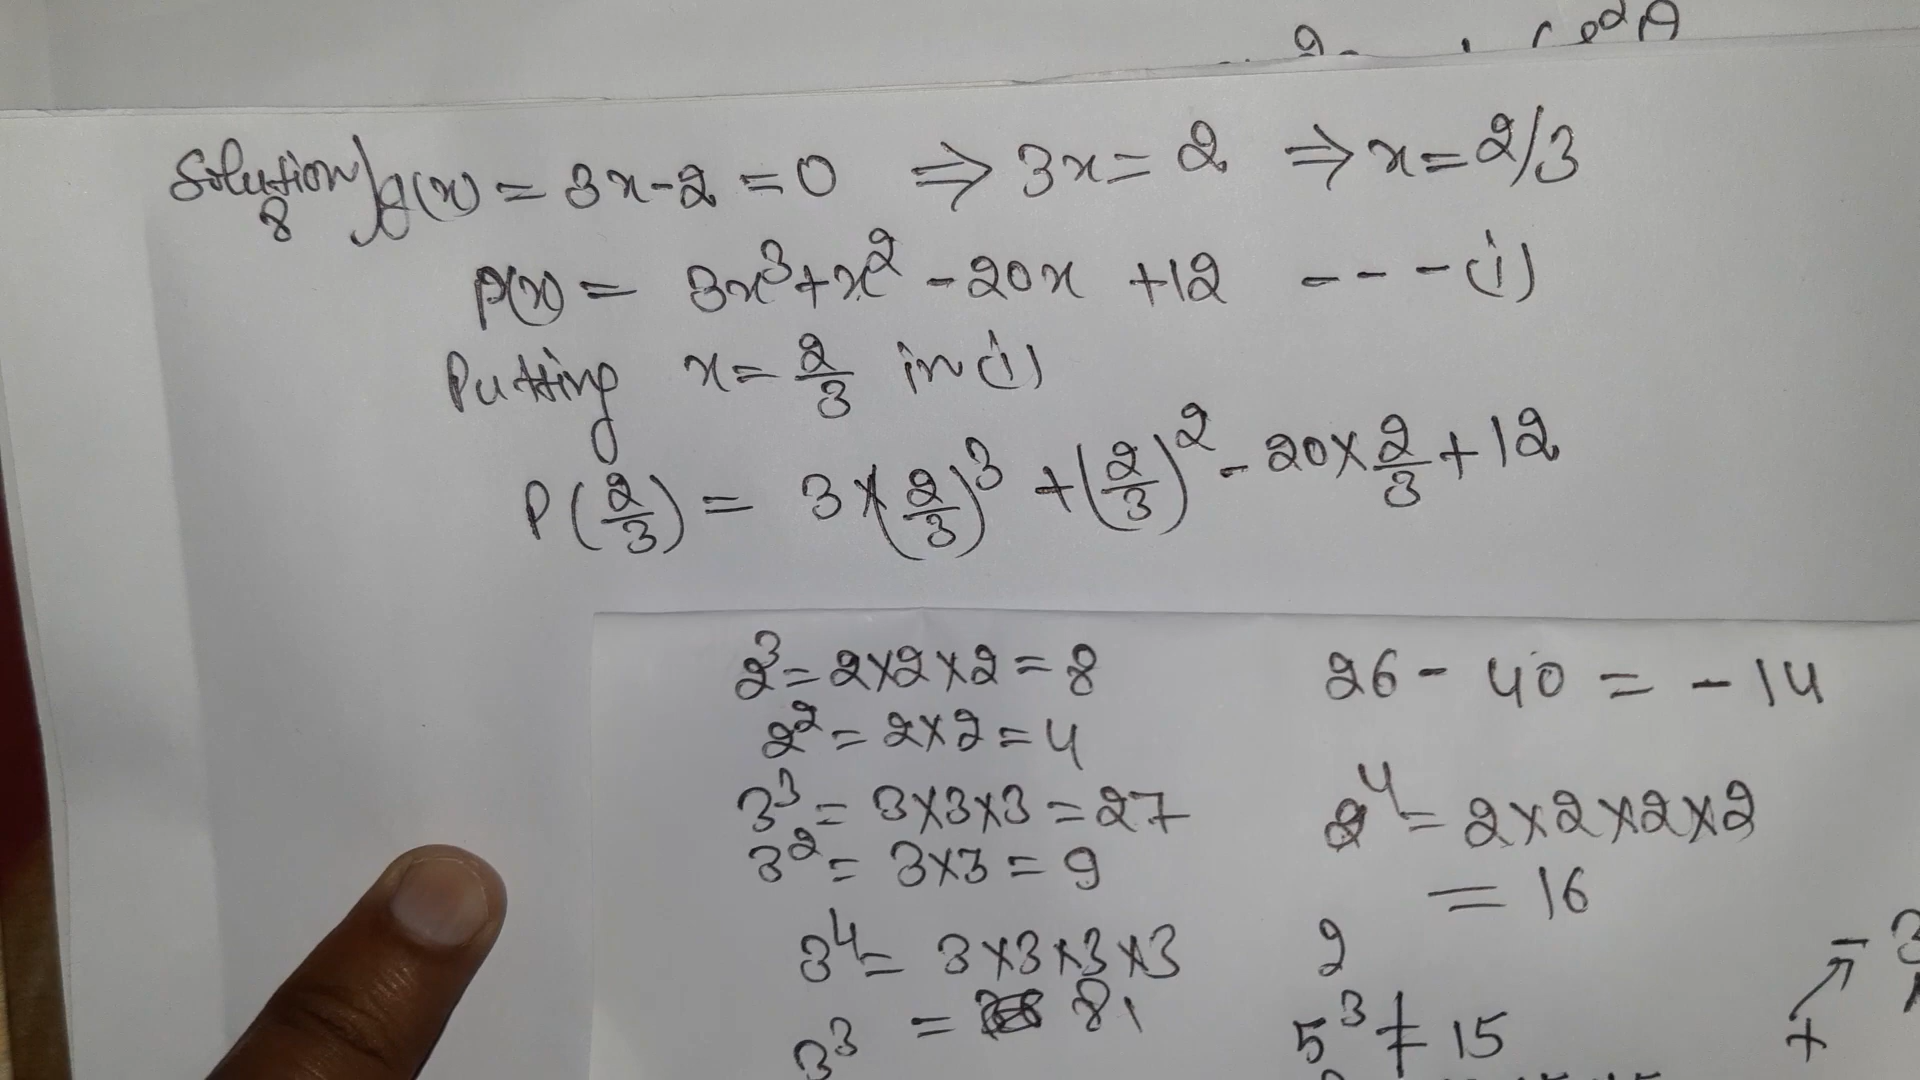 Solution 8) g(x) = 3x-2 = 0 ⇒ 3x = 2 ⇒ x = 2/3
P(x) = 3x³+x² -20x +12 ---(i)
Putting x = 2/3 in (i)
P(2/3) = 3×(2/3)³ +(2/3)² - 20×2/3 + 12
2³ = 2×2×2 = 8
2² = 2×2 = 4
3³ = 3×3×3 = 27
3² = 3×3 = 9
3⁴ = 3×3×3×3
= 81
3³
26 - 40 = -14
2⁴ = 2×2×2×2
= 16
2
5³ ≠ 15
- 3
+